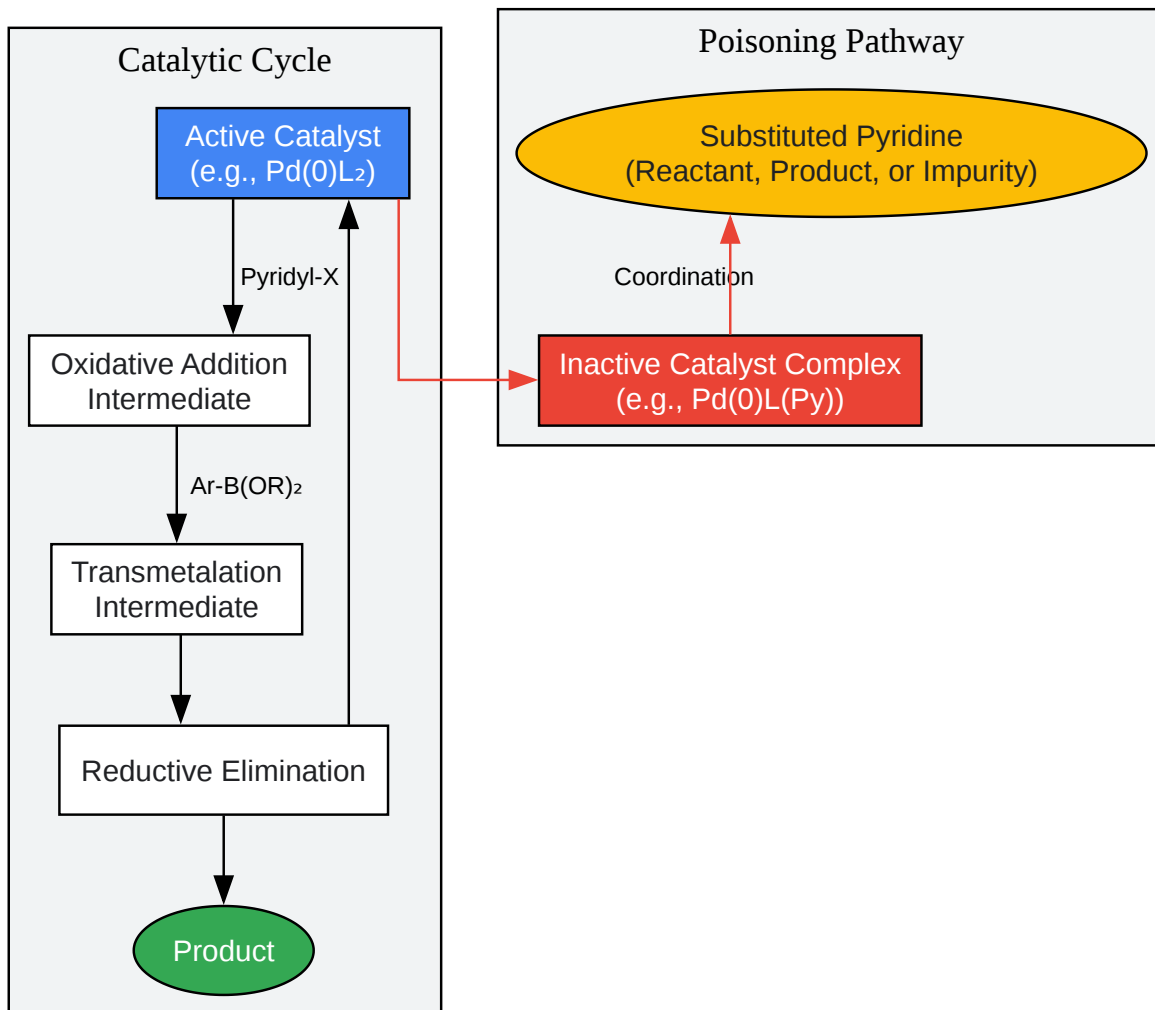 Catalytic Cycle
Active Catalyst
(e.g., Pd(0)L₂)
Pyridyl-X
Oxidative Addition
Intermediate
Ar-B(OR)₂
Transmetalation
Intermediate
Reductive Elimination
Product
Poisoning Pathway
Substituted Pyridine
(Reactant, Product, or Impurity)
Coordination
Inactive Catalyst Complex
(e.g., Pd(0)L(Py))